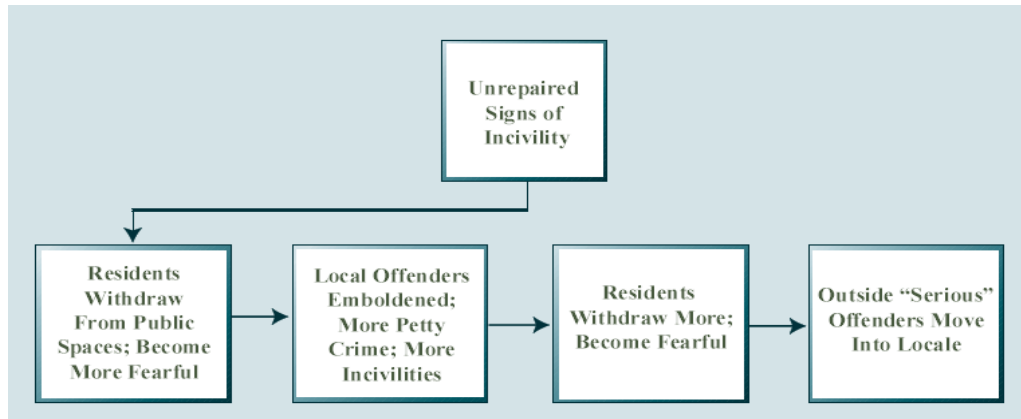 Unrepaired
Signs of
Incivility
Residents
Withdraw
From Public
Spaces; Become
More Fearful
Local Offenders
Emboldened;
More Petty
Crime; More
Incivilities
Residents
Withdraw More;
Become Fearful
Outside “Serious”
Offenders Move
Into Locale